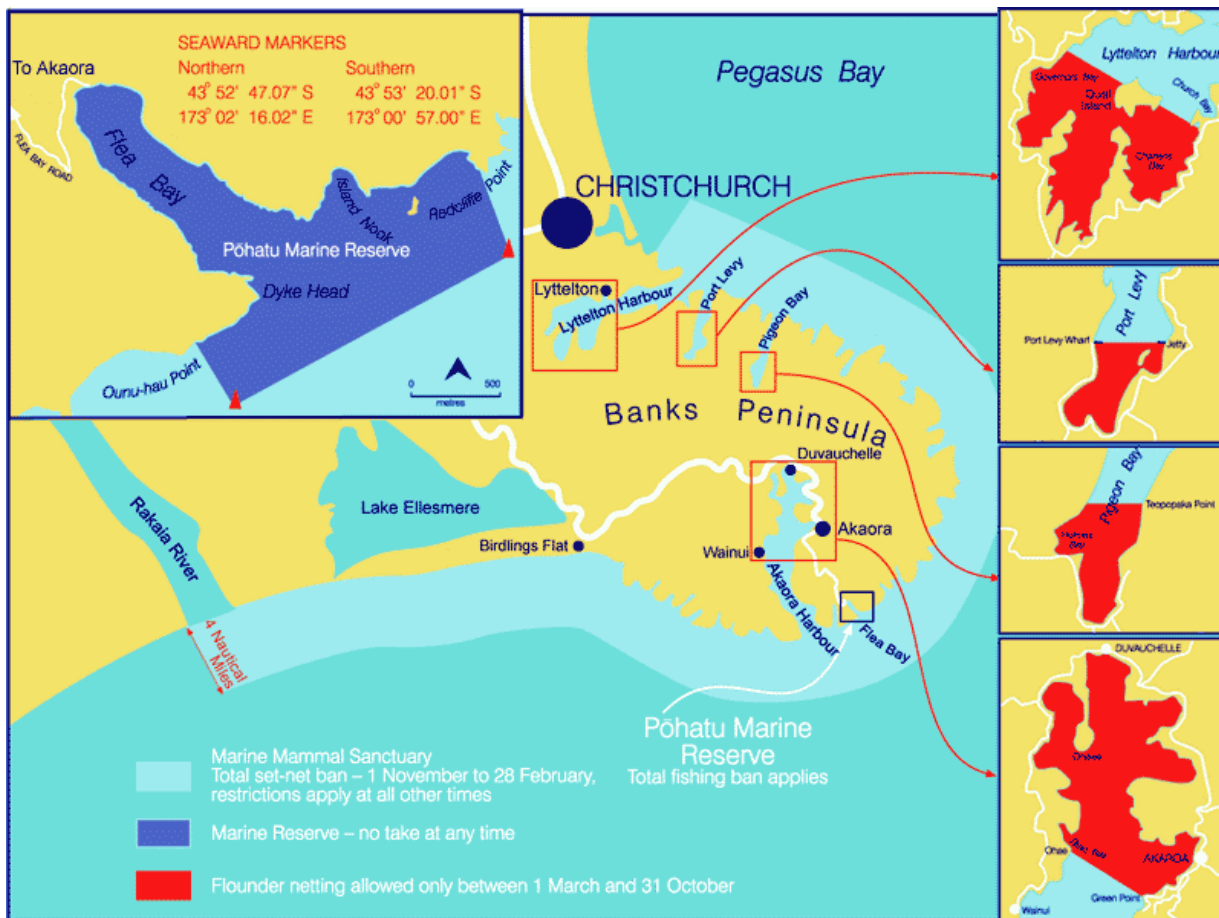 SEAWARD MARKERS
Northern Southern
43° 52' 47.07" S 43° 53' 20.01" S
173° 02' 16.02" E 173° 00' 57.00" E
To Akaora
FLEA BAY ROAD
Flea Bay
Island Nook
Redcliffe Point
Pōhatu Marine Reserve
Dyke Head
Ounu-hau Point
0 500
metres
Pegasus Bay
CHRISTCHURCH
Lyttelton
Lyttelton Harbour
Port Levy
Pigeon Bay
Banks Peninsula
Duvauchelle
Akaora
Wainui
Akaora Harbour
Flea Bay
Lake Ellesmere
Birdlings Flat
Rakaia River
4 Nautical
Miles
Pōhatu Marine
Reserve
Total fishing ban applies
Marine Mammal Sanctuary
Total set-net ban – 1 November to 28 February,
restrictions apply at all other times
Marine Reserve – no take at any time
Flounder netting allowed only between 1 March and 31 October
Lyttelton Harbour
Governors Bay
Quail
Island
Church Bay
Charteris
Bay
Port Levy
Port Levy Wharf
Jetty
Pigeon Bay
Teopopaka Point
Holmes
Bay
DUVAUCHELLE
Ohae
AKAROA
Green Point
Wainui